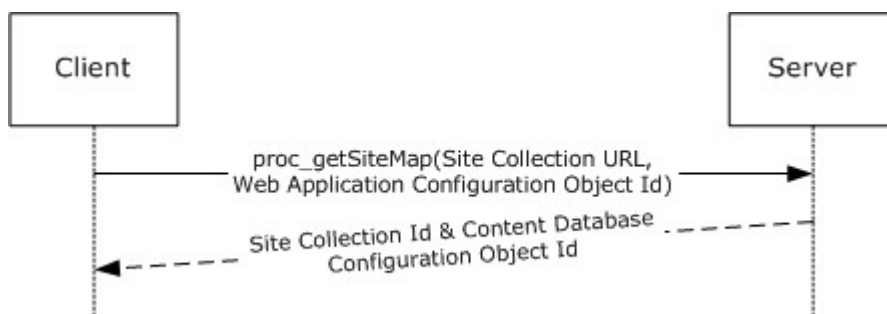 Client
Server
proc_getSiteMap(Site Collection URL,
Web Application Configuration Object Id)
Site Collection Id & Content Database
Configuration Object Id